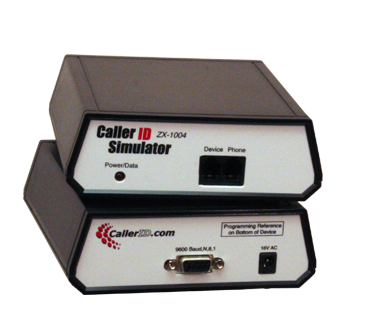 Caller ID ZX-1004
Simulator
Device Phone
Power/Data
CallerID.com
Programming Reference
on Bottom of Device
9600 Baud,N,8,1
16V AC